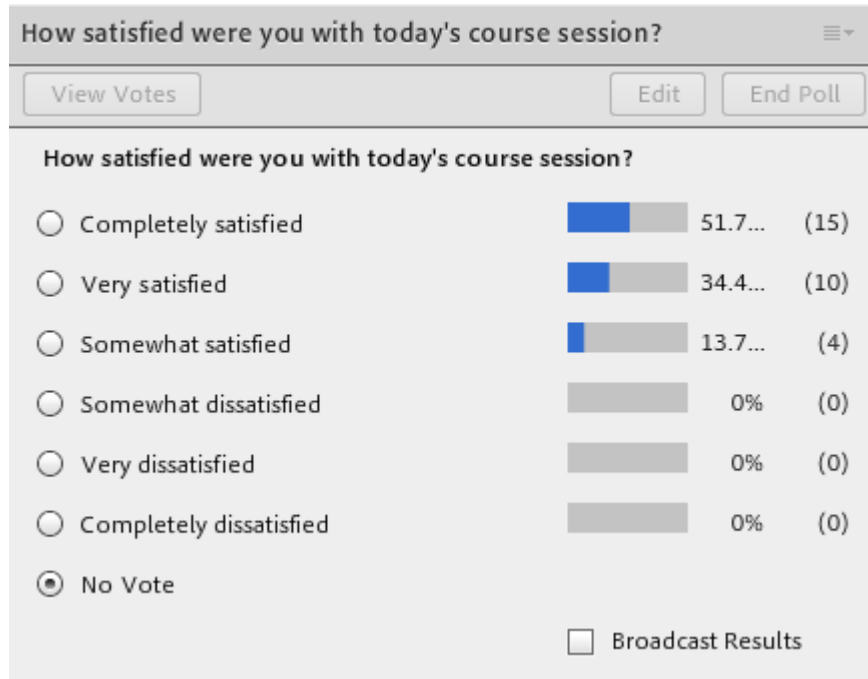 How satisfied were you with today's course session?
View Votes Edit End Poll
How satisfied were you with today's course session?
Completely satisfied 51.7... (15)
Very satisfied 34.4... (10)
Somewhat satisfied 13.7... (4)
Somewhat dissatisfied 0% (0)
Very dissatisfied 0% (0)
Completely dissatisfied 0% (0)
No Vote
Broadcast Results